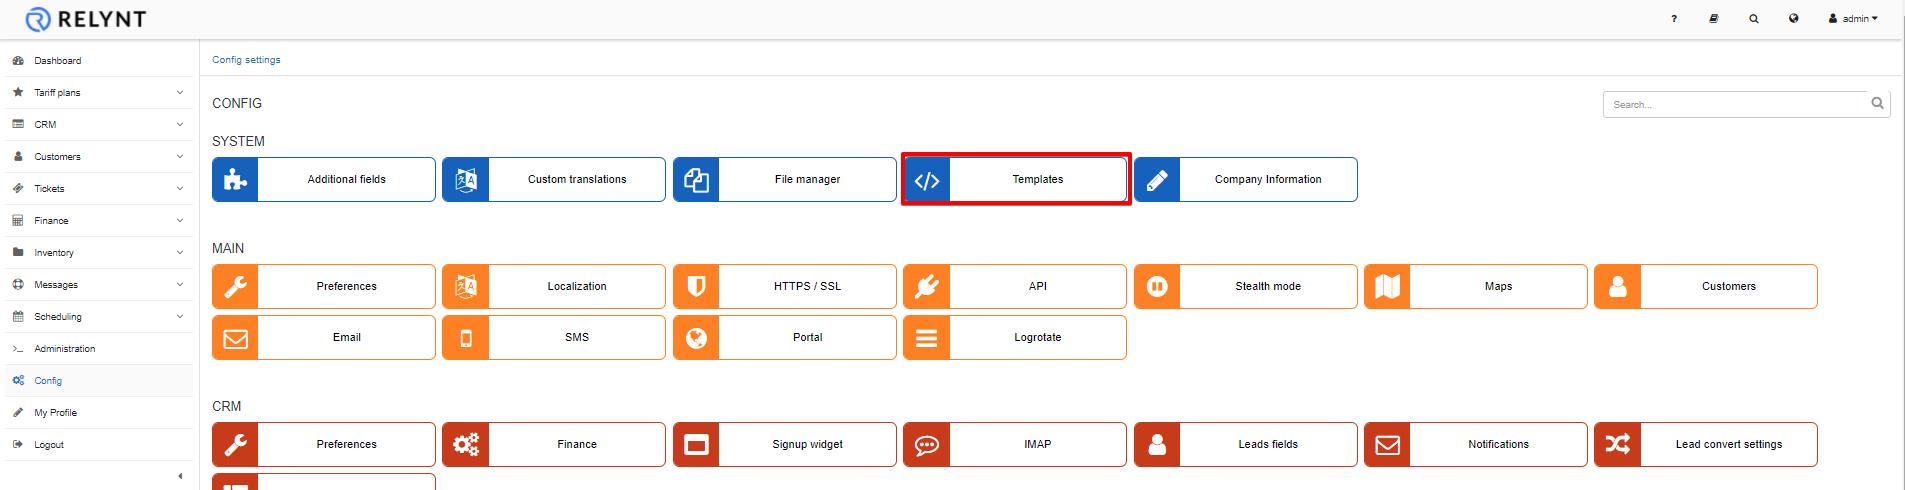 RELYNT
? admin
Dashboard
Tariff plans
CRM
Customers
Tickets
Finance
Inventory
Messages
Scheduling
Administration
Config
My Profile
Logout
Config settings
CONFIG
Search...
SYSTEM
Additional fields
Custom translations
File manager
Templates
Company Information
MAIN
Preferences
Localization
HTTPS / SSL
API
Stealth mode
Maps
Customers
Email
SMS
Portal
Logrotate
CRM
Preferences
Finance
Signup widget
IMAP
Leads fields
Notifications
Lead convert settings